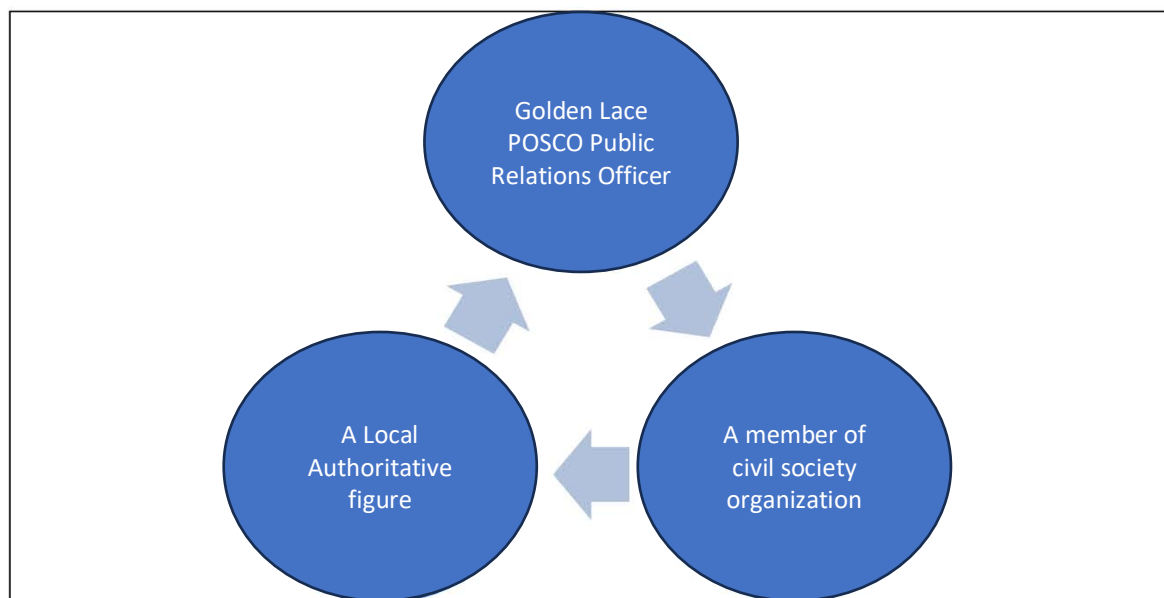 Golden Lace
POSCO Public
Relations Officer
A Local
Authoritative
figure
A member of
civil society
organization